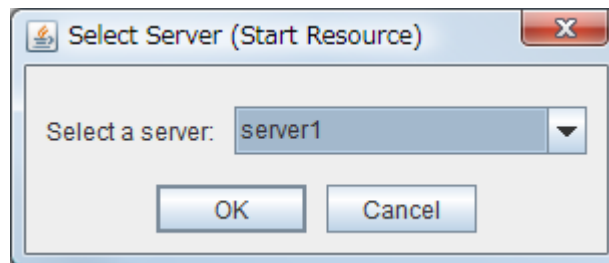 Select Server (Start Resource)
Select a server: server1
OK Cancel